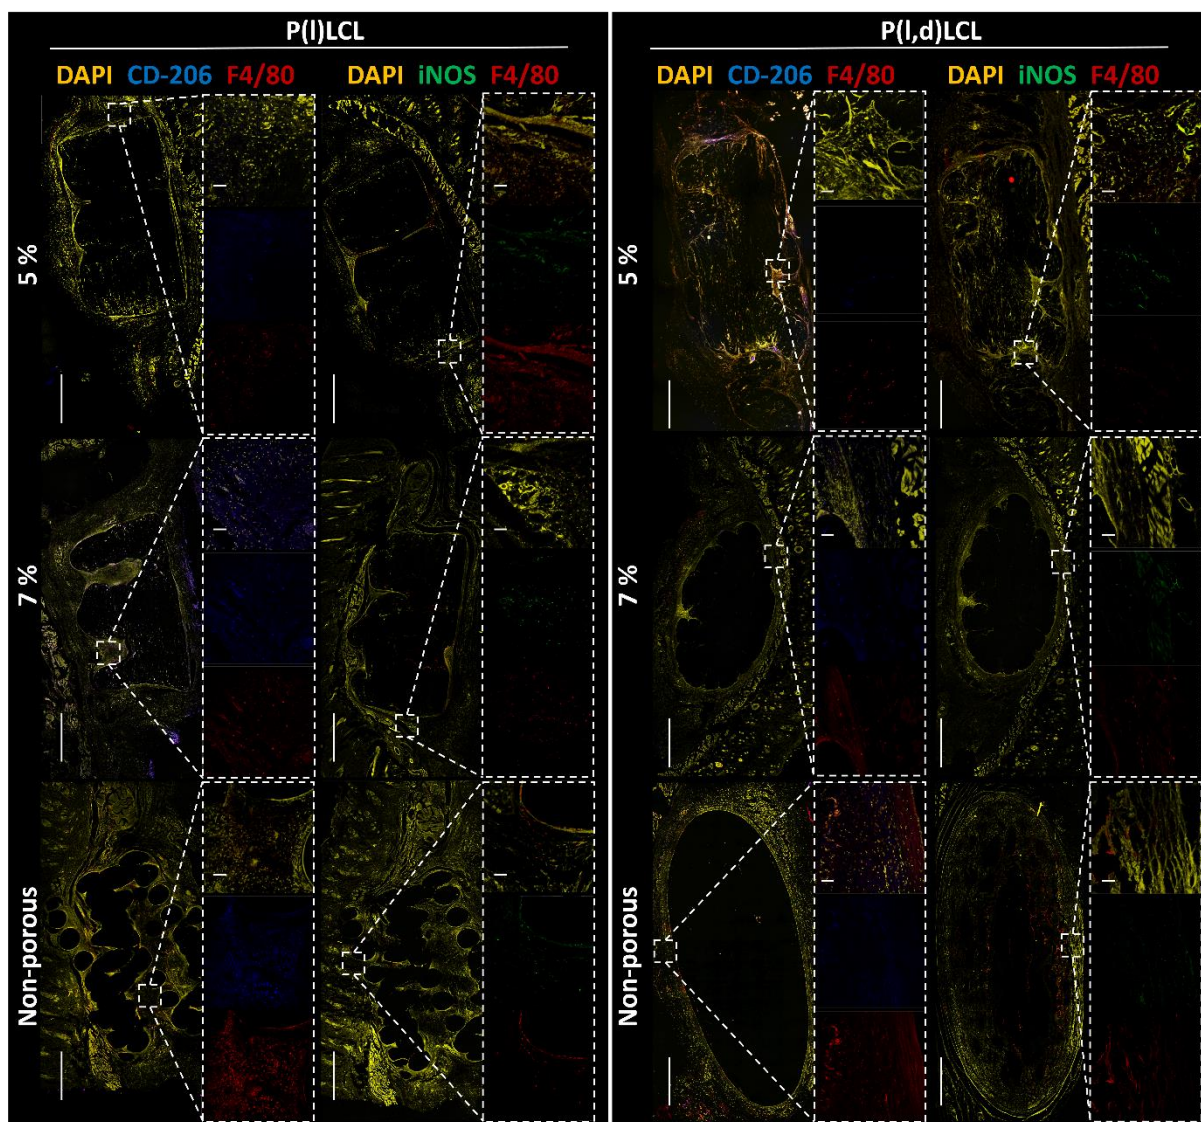 P(l)LCL
P(l,d)LCL
DAPI CD-206 F4/80
DAPI iNOS F4/80
DAPI CD-206 F4/80
DAPI iNOS F4/80
5 %
5 %
7 %
7 %
Non-porous
Non-porous